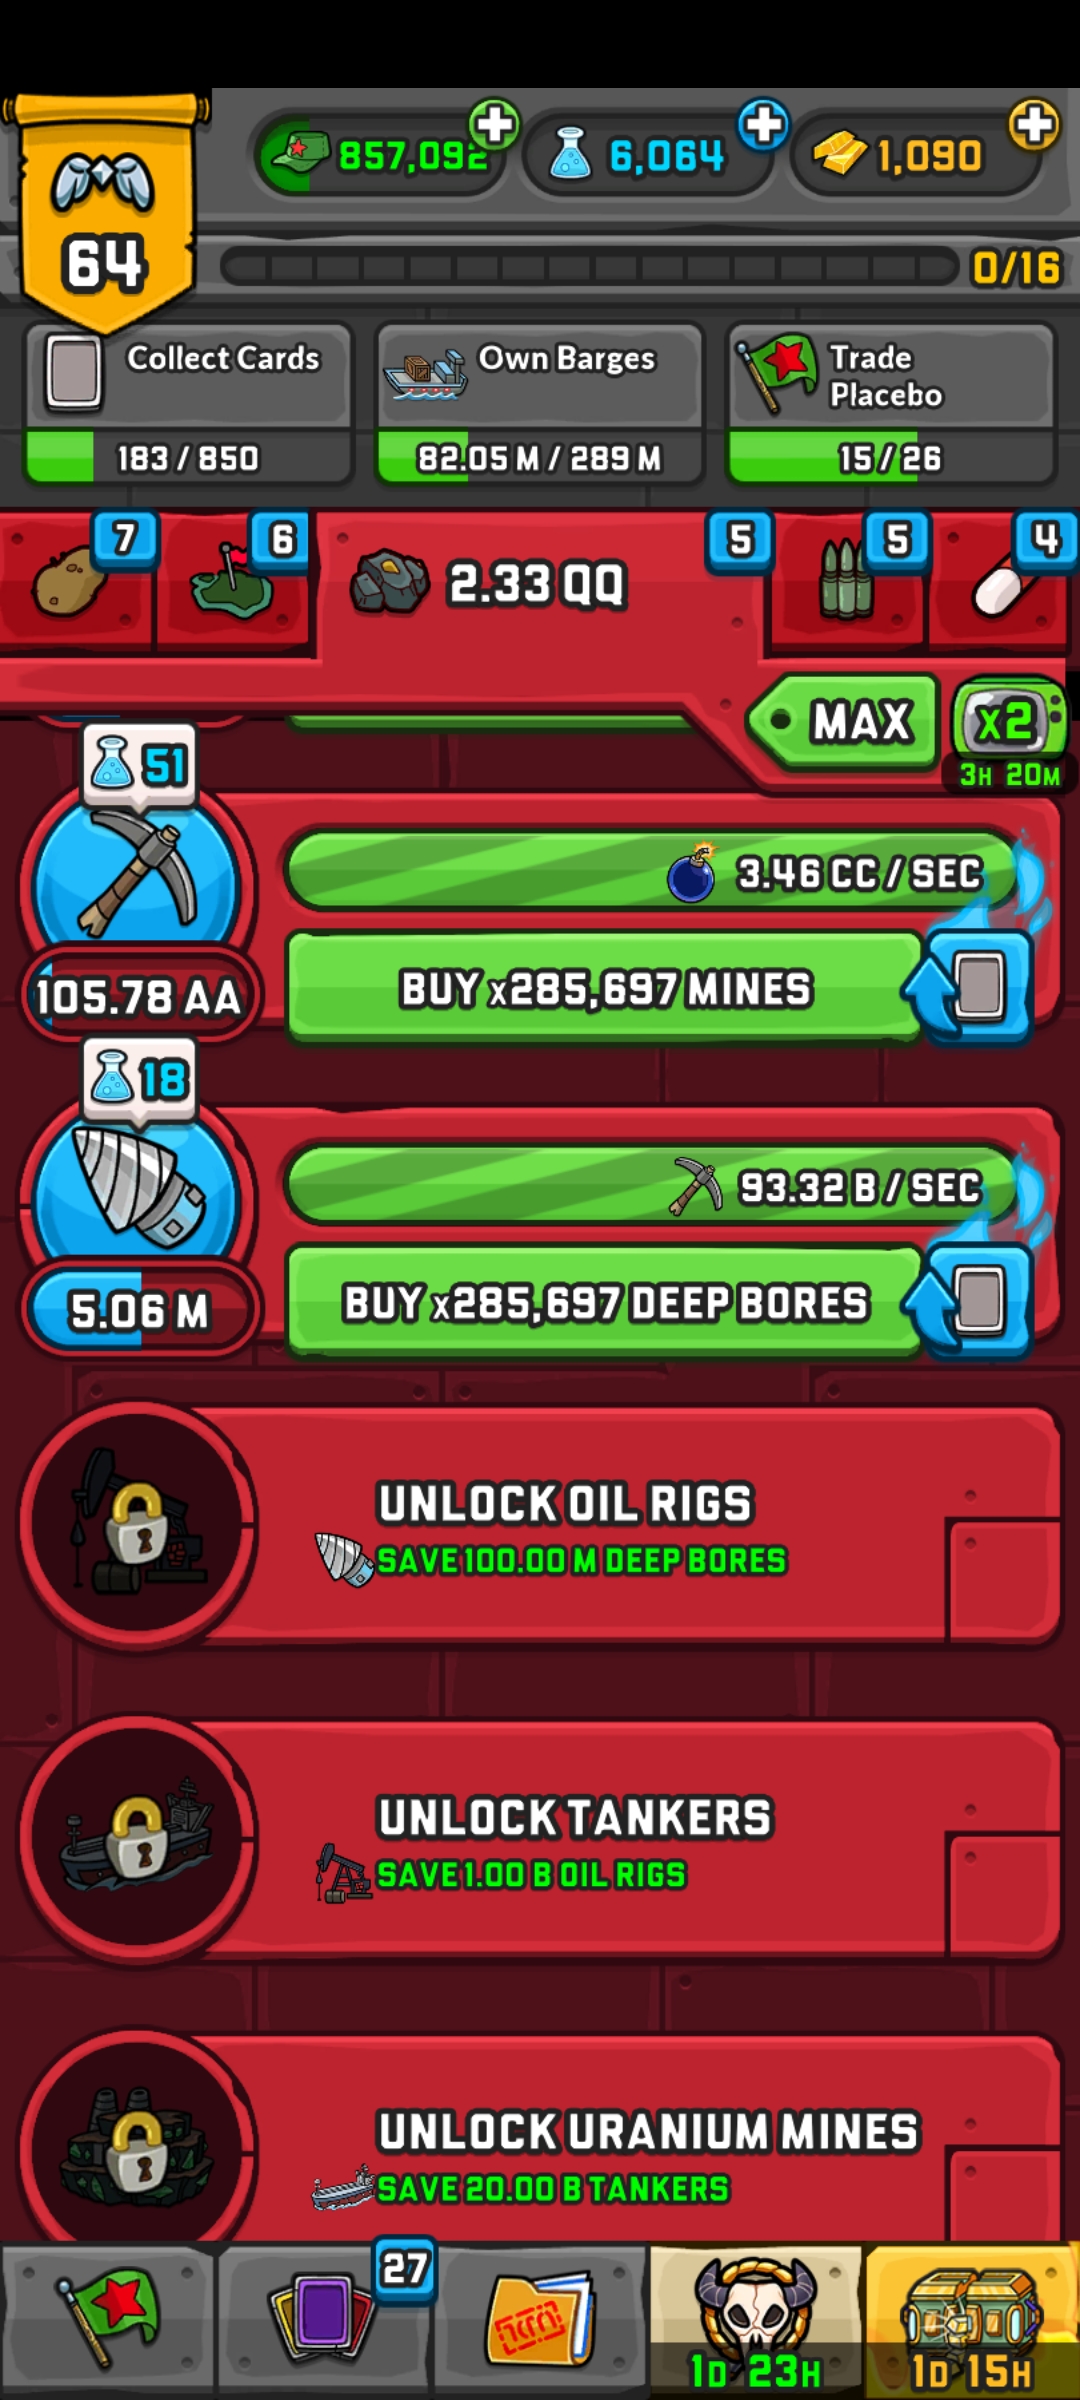 857,092
6,064
1,090
64
0/16
Collect Cards
183 / 850
Own Barges
82.05 M / 289 M
Trade
Placebo
15 / 26
7
6
2.33 QQ
5
5
4
MAX
x2
3H 20M
51
3.46 CC / SEC
105.78 AA
BUY x285,697 MINES
18
93.32 B / SEC
5.06 M
BUY x285,697 DEEP BORES
UNLOCK OIL RIGS
SAVE 100.00 M DEEP BORES
UNLOCK TANKERS
SAVE 1.00 B OIL RIGS
UNLOCK URANIUM MINES
SAVE 20.00 B TANKERS
27
1D 23H
1D 15H